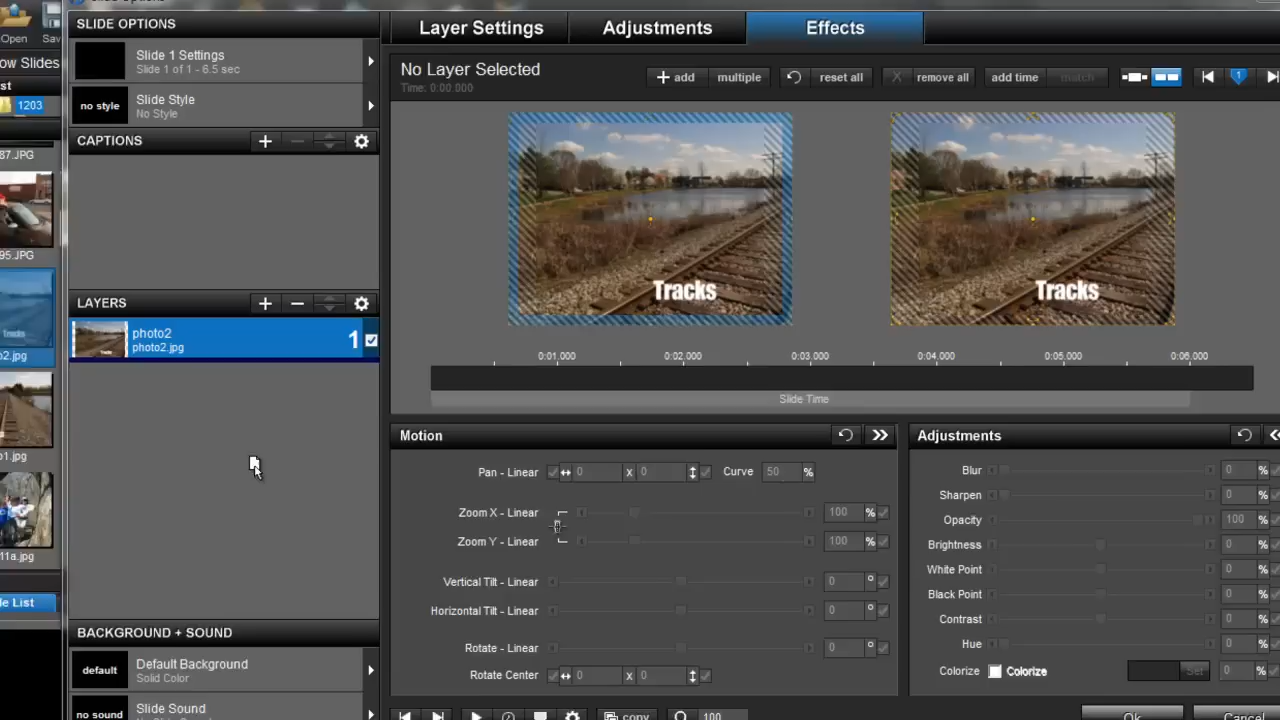 SLIDE OPTIONS
Layer Settings
Adjustments
Effects
Open
Slide 1 Settings
Slide 1 of 1 - 6.5 sec
No Layer Selected
Time: 0:00.000
add
multiple
reset all
X
remove all
add time
match
1
Show Slides
no style
Slide Style
No Style
1203
CAPTIONS
87.JPG
95.JPG
Tracks
Tracks
LAYERS
photo2
photo2.jpg
1
Tracks
o2.jpg
0:01.000
0:02.000
0:03.000
0:04.000
0:05.000
0:06.000
Slide Time
Motion
Adjustments
o1.jpg
Pan - Linear
0
x
0
Curve
50
%
Zoom X - Linear
100
%
Zoom Y - Linear
100
%
Vertical Tilt - Linear
0
°
Horizontal Tilt - Linear
0
°
Rotate - Linear
0
°
Rotate Center
0
x
0
Blur
0
%
Sharpen
0
%
Opacity
100
%
Brightness
0
%
White Point
0
%
Black Point
0
%
Contrast
0
%
Hue
0
%
Colorize
Colorize
Set
0
%
11a.jpg
BACKGROUND + SOUND
default
Default Background
Solid Color
no sound
Slide Sound
copy
100
Ok
Cancel